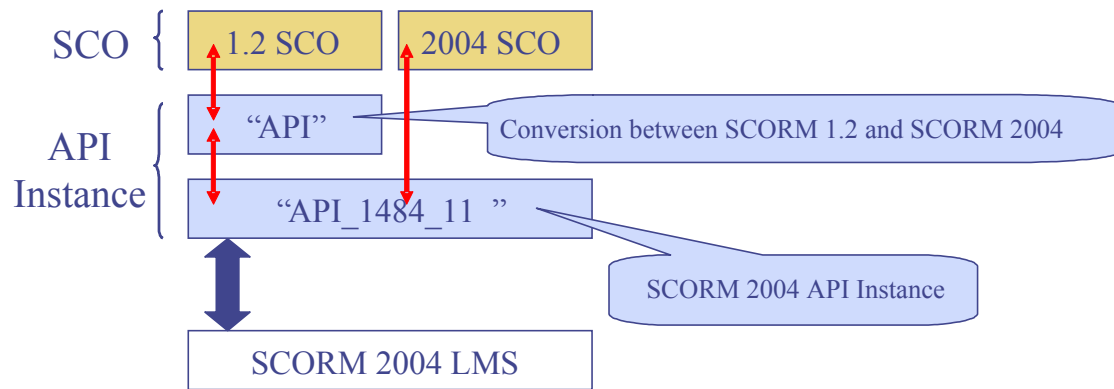 SCO
1.2 SCO
2004 SCO
API
Instance
“API”
Conversion between SCORM 1.2 and SCORM 2004
“API_1484_11 ”
SCORM 2004 API Instance
SCORM 2004 LMS